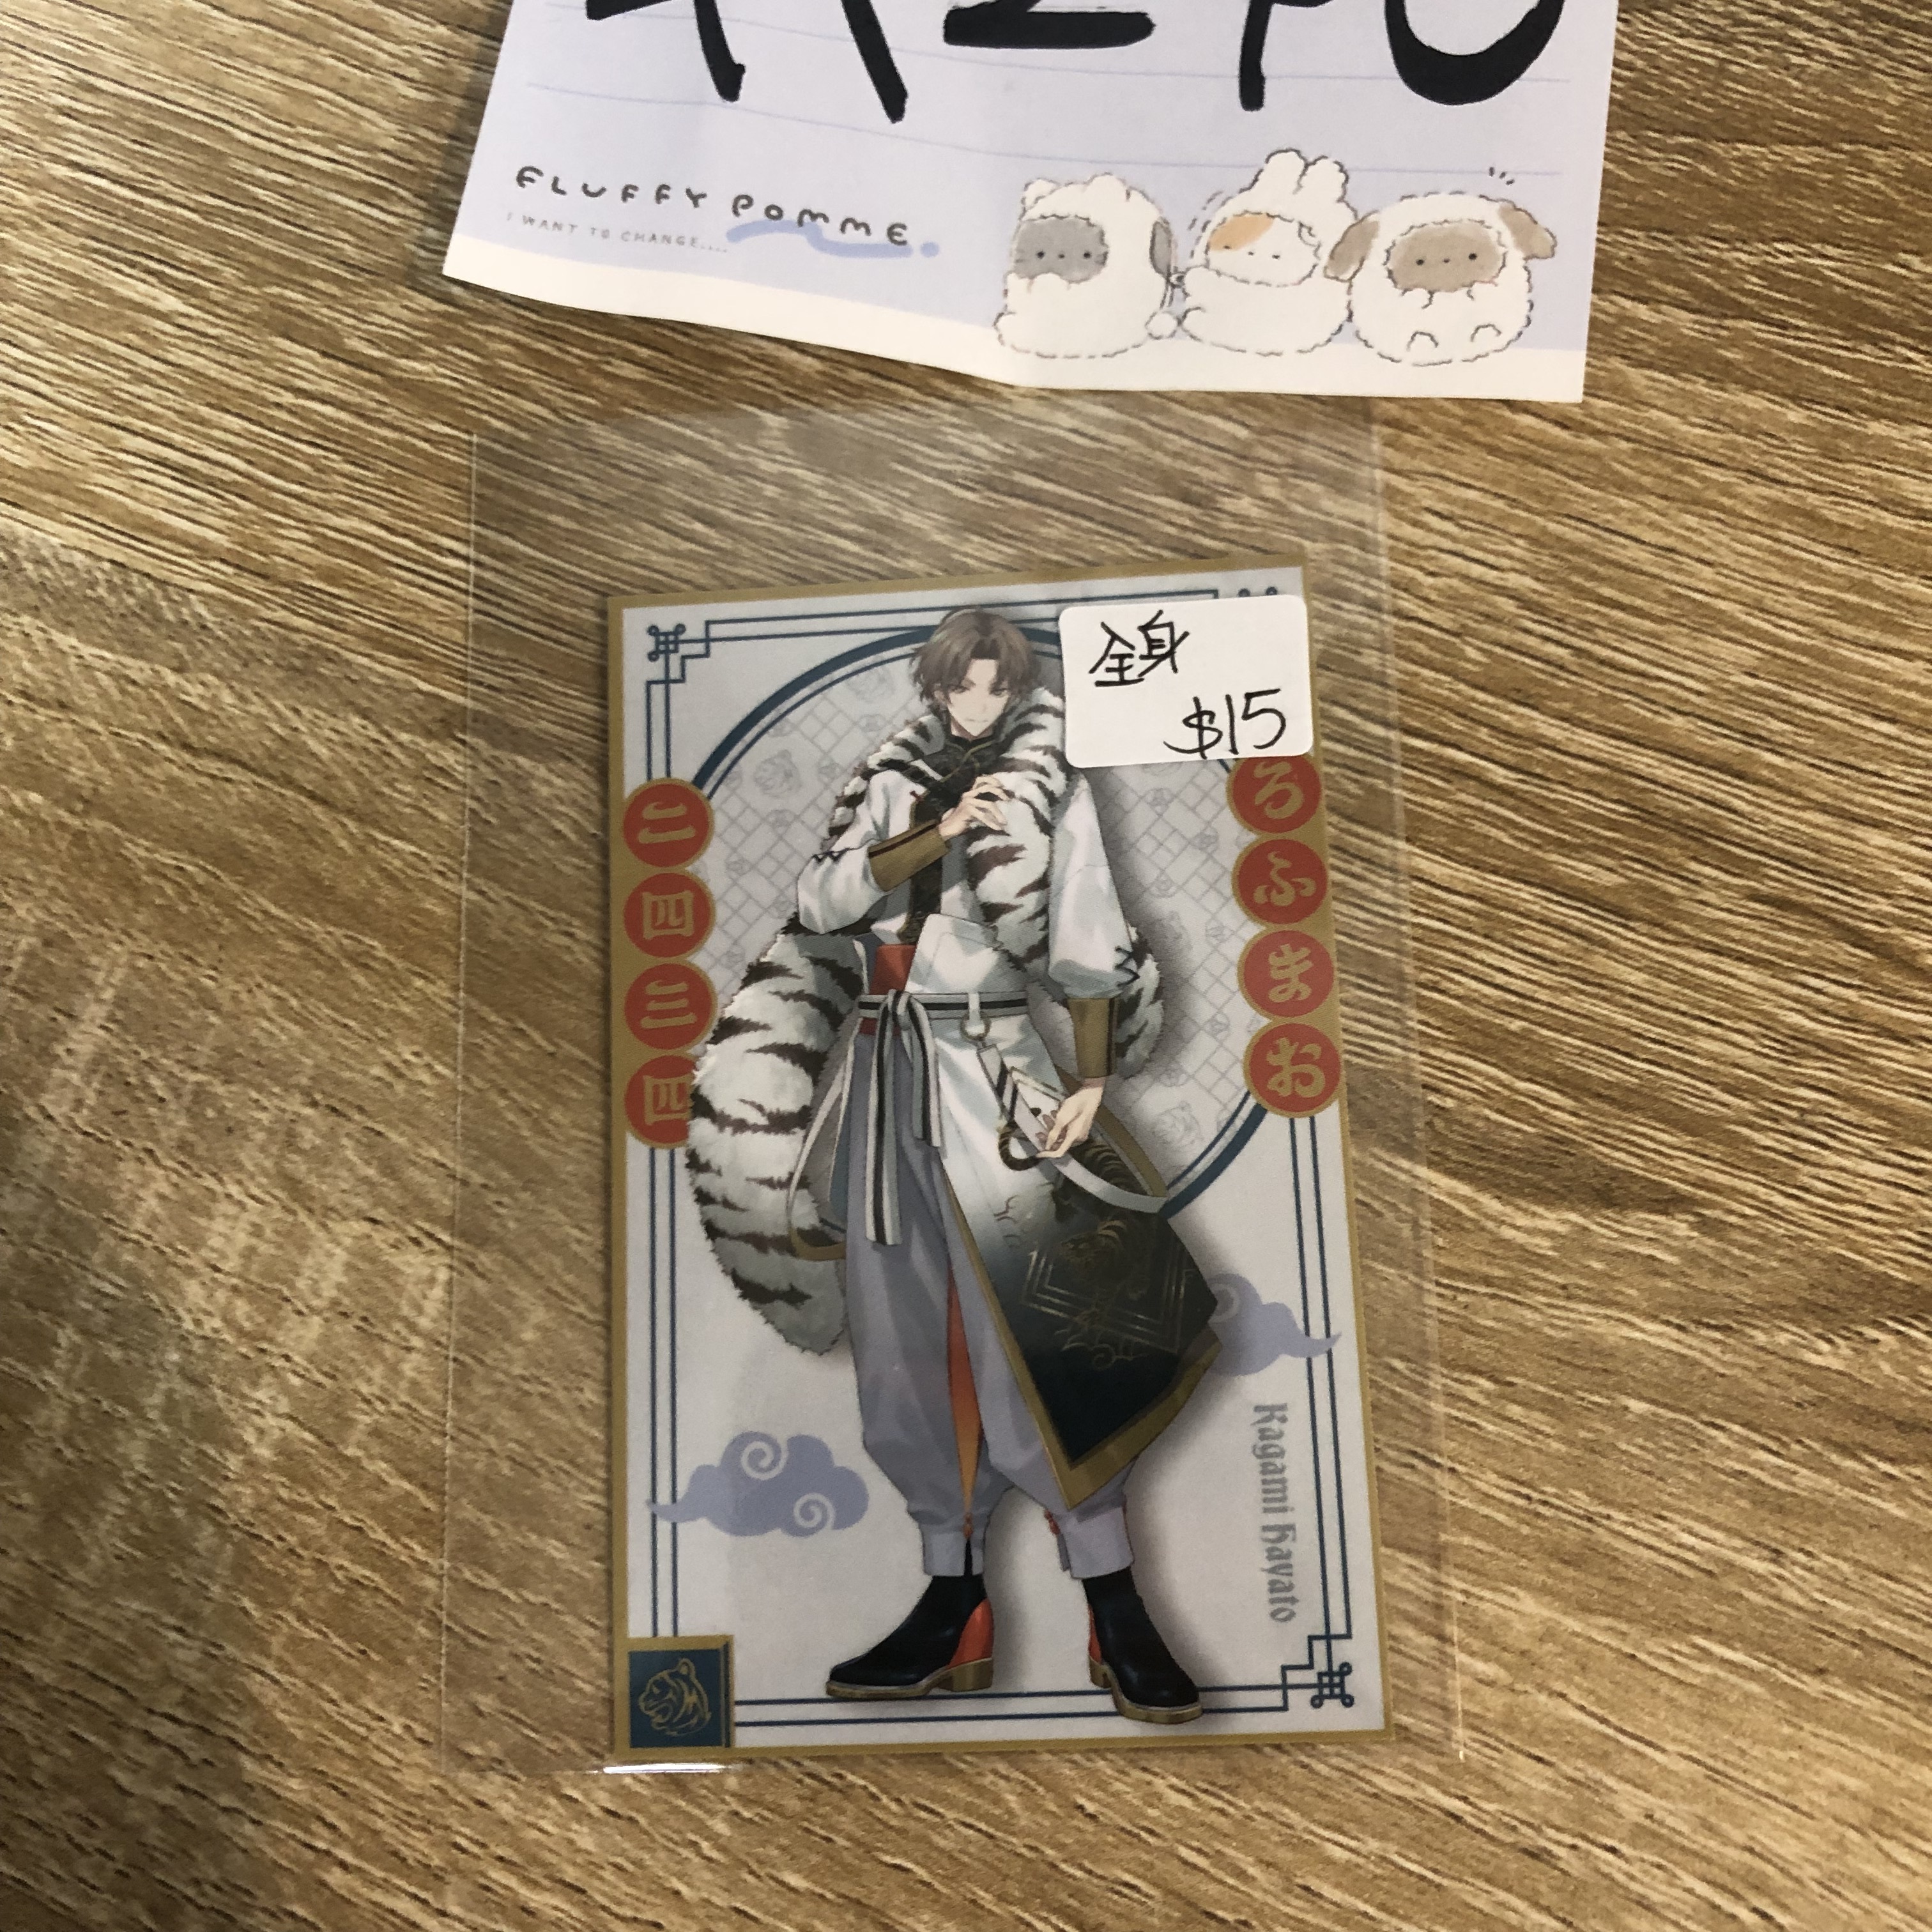 FLUFFY POMME
I WANT TO CHANGE....
全身
$15
ろふまお
二四三四
Kagami Hayato